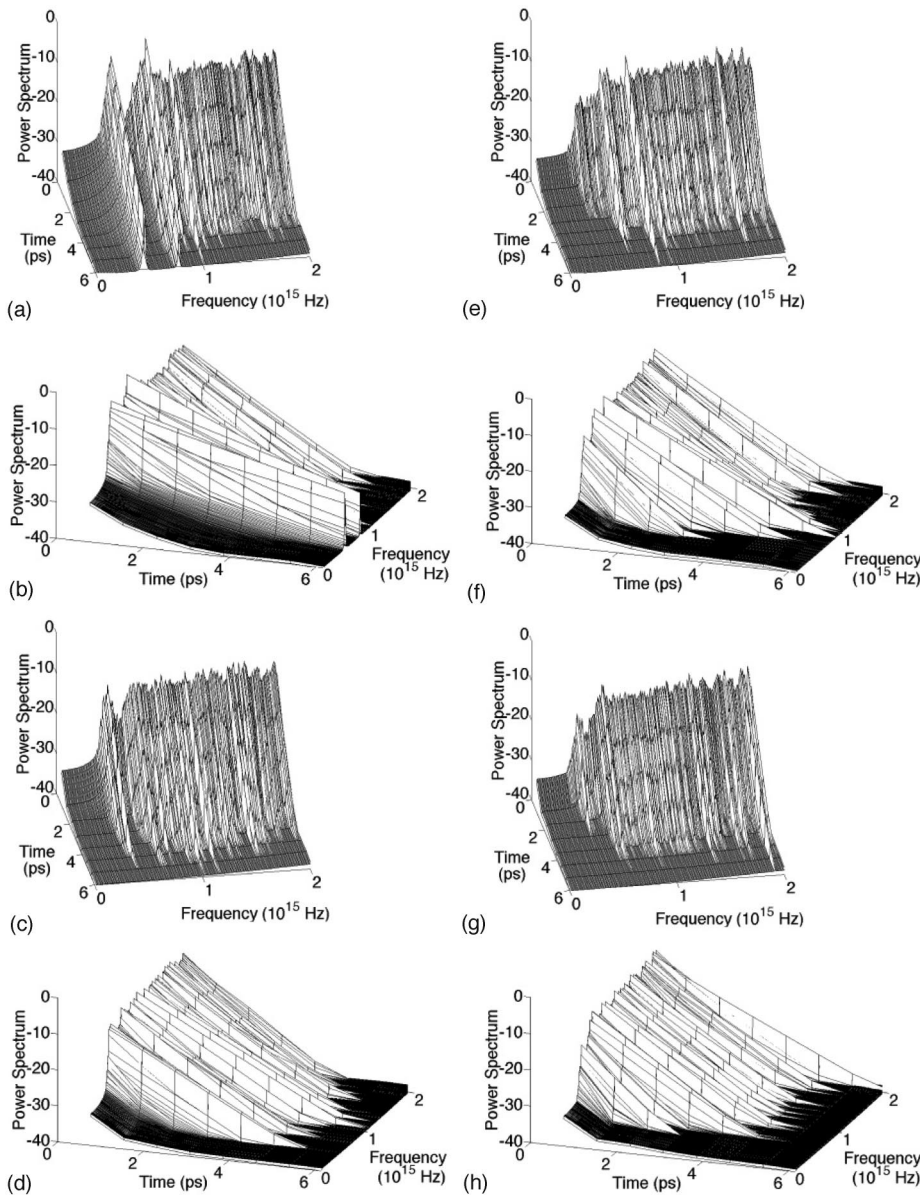 0
-10
-20
-30
-40
Power Spectrum
0
2
4
6
Time
(ps)
0
1
2
Frequency (10^15 Hz)
(a)
0
-10
-20
-30
-40
Power Spectrum
0
2
4
6
Time
(ps)
0
1
2
Frequency (10^15 Hz)
(e)
0
-10
-20
-30
-40
Power Spectrum
0
2
4
6
Time (ps)
0
1
2
Frequency
(10^15 Hz)
(b)
0
-10
-20
-30
-40
Power Spectrum
0
2
4
6
Time (ps)
0
1
2
Frequency
(10^15 Hz)
(f)
0
-10
-20
-30
-40
Power Spectrum
0
2
4
6
Time
(ps)
0
1
2
Frequency (10^15 Hz)
(c)
0
-10
-20
-30
-40
Power Spectrum
0
2
4
6
Time
(ps)
0
1
2
Frequency (10^15 Hz)
(g)
0
-10
-20
-30
-40
Power Spectrum
0
2
4
6
Time (ps)
0
1
2
Frequency
(10^15 Hz)
(d)
0
-10
-20
-30
-40
Power Spectrum
0
2
4
6
Time (ps)
0
1
2
Frequency
(10^15 Hz)
(h)